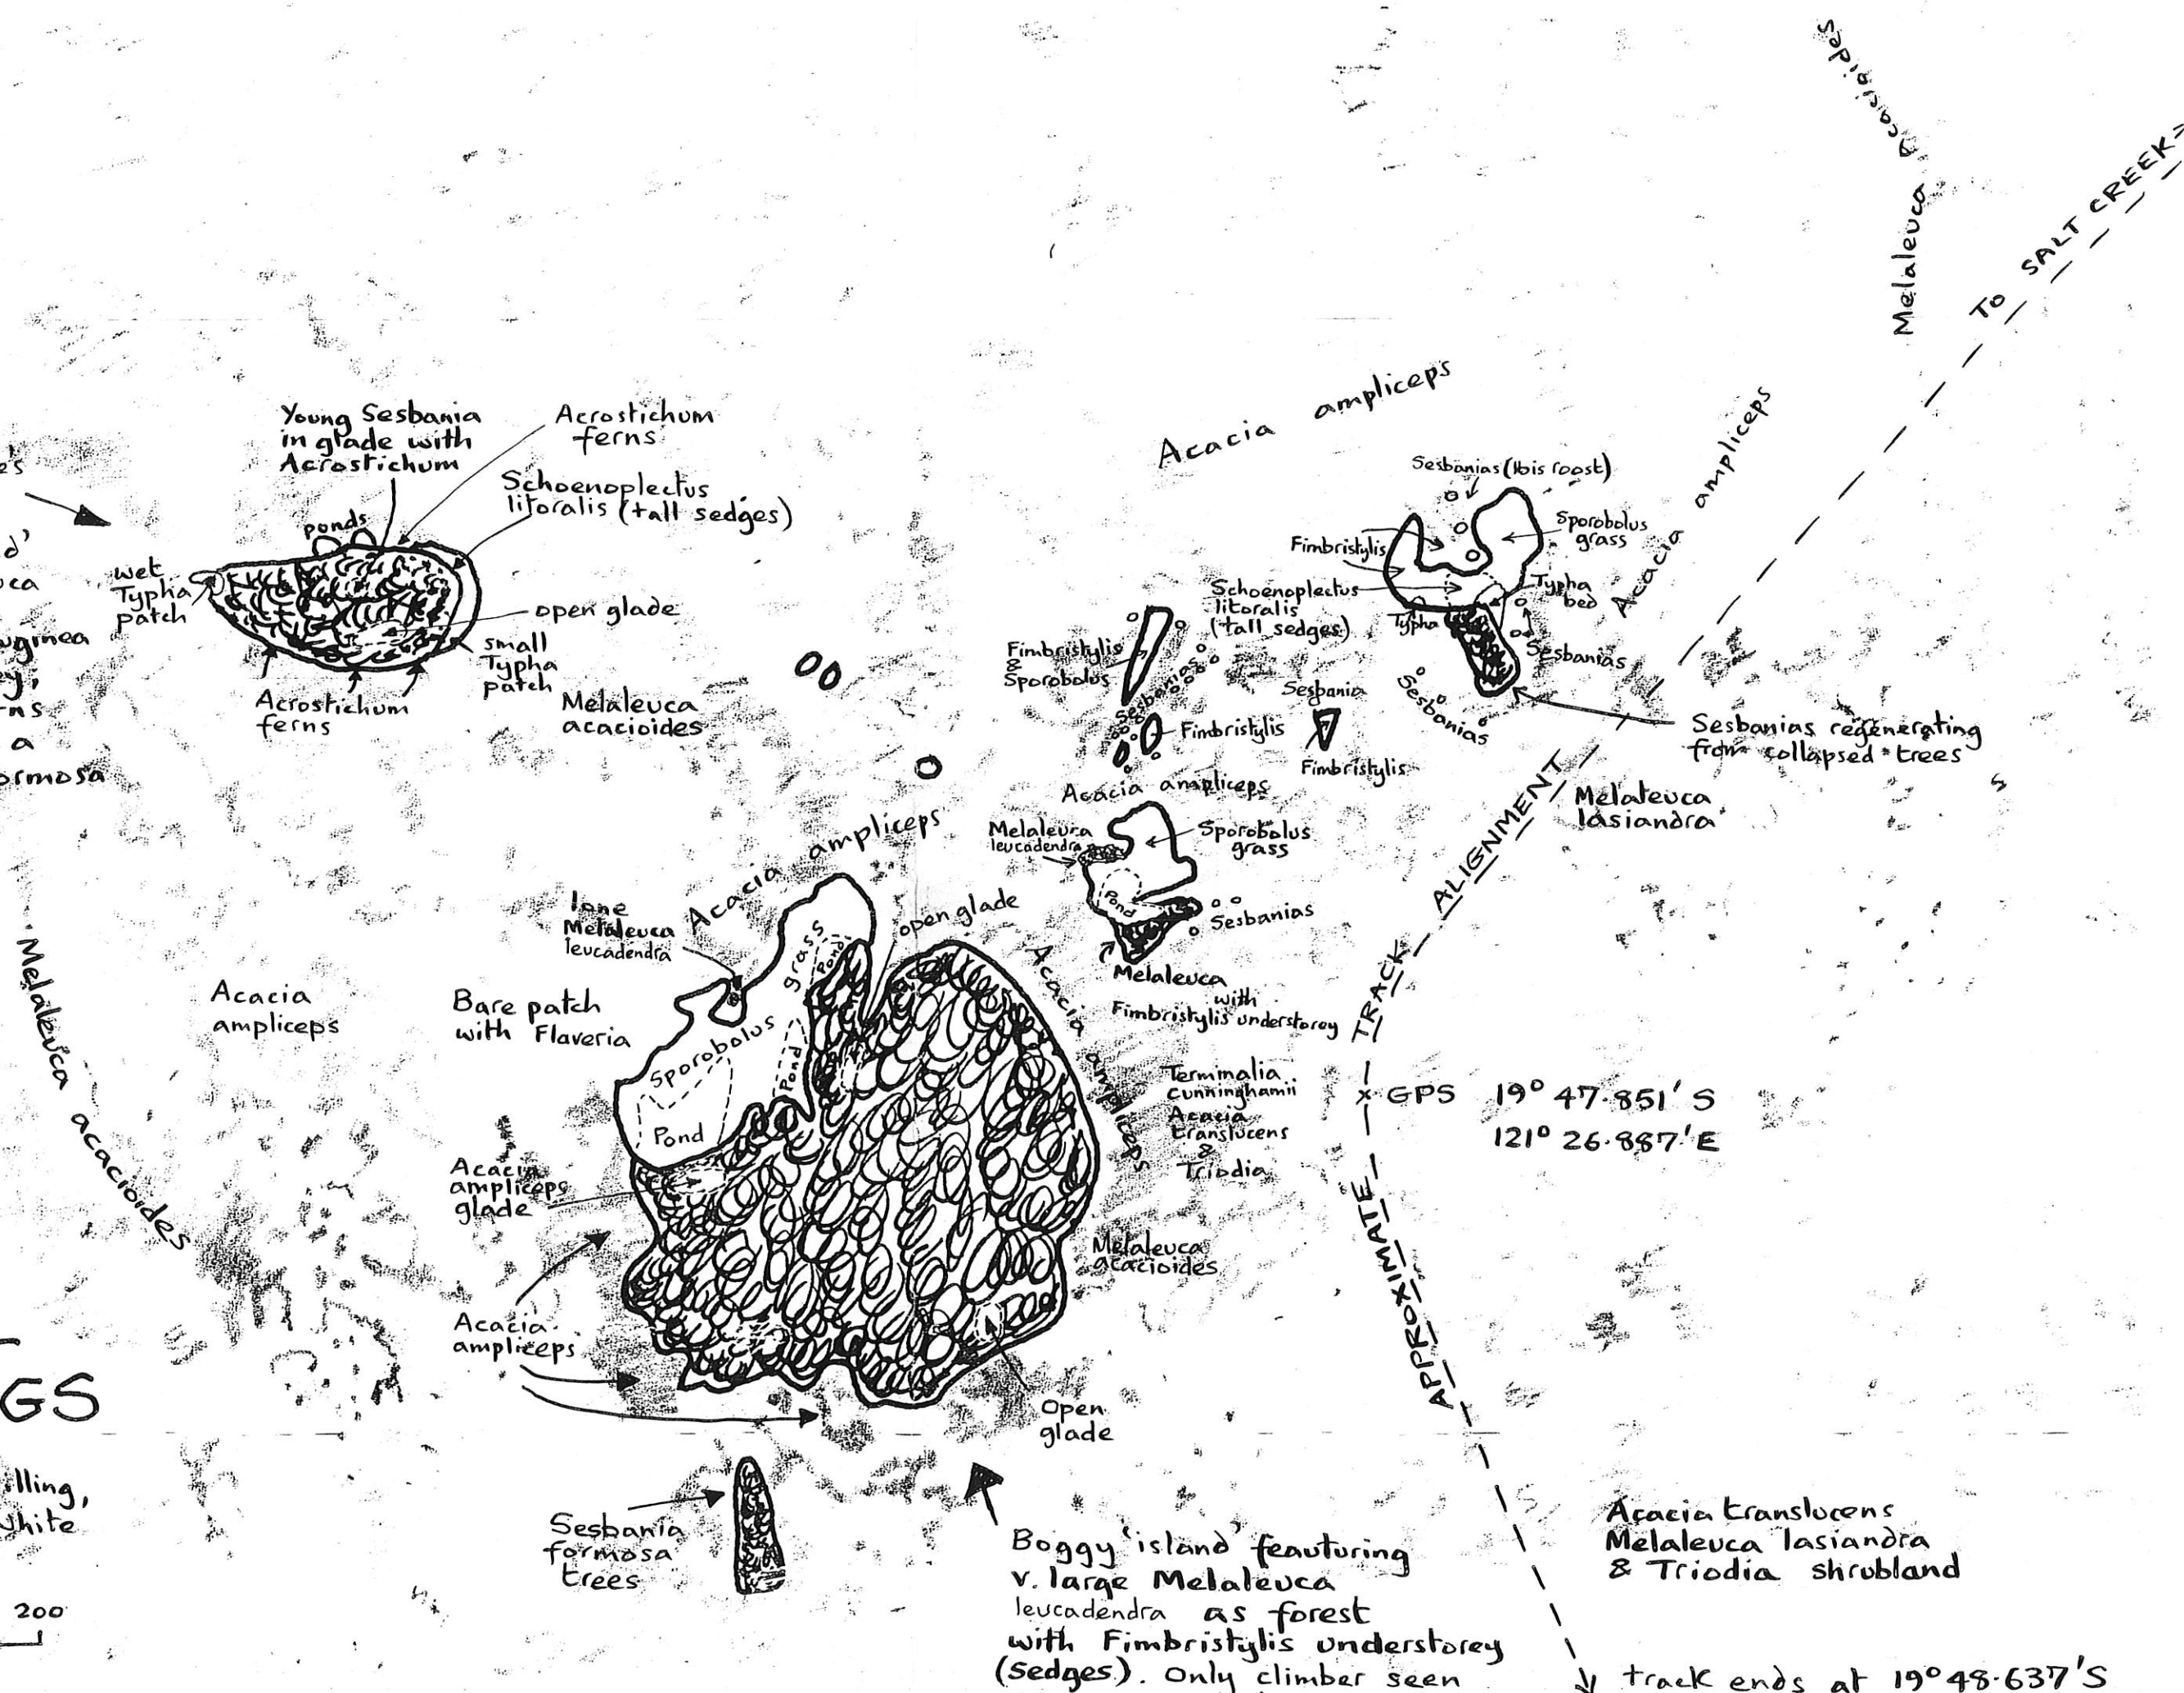 Acacioides
Melaleuca
TO SALT CREEK
Acacia ampliceps
Acacia ampliceps
Young Sesbania
in glade with
Acrostichum
Acrostichum
ferns
Schoenoplectus
litoralis (tall sedges)
ponds
wet
Typha
patch
open glade
small
Typha
patch
Acrostichum
ferns
Melaleuca
acacioides
Sesbanias (Ibis roost)
Fimbristylis
Sporobolus
grass
Schoenoplectus
litoralis
(tall sedges)
Typha
bed
Typha
Sesbanias
Sesbanias
Fimbristylis
&
Sporobolus
Sesbanias
Sesbania
Fimbristylis
Fimbristylis
Sesbanias regenerating
from collapsed trees
Acacia ampliceps
Melaleuca
lasiandra
Melaleuca
leucadendra
Sporobolus
grass
Pond
Sesbanias
Melaleuca
with
Fimbristylis understorey
Acacia ampliceps
lone
Melaleuca
leucadendra
open glade
grass
Pond
Sporobolus
Pond
Pond
Bare patch
with Flaveria
Acacia
ampliceps
Melaleuca acacioides
Acacia ampliceps
Terminalia
cunninghamii
Acacia
translucens
&
Triodia
APPROXIMATE TRACK ALIGNMENT
x GPS 19° 47.851' S
121° 26.887' E
Acacia
ampliceps
glade
Melaleuca
acacioides
Acacia
ampliceps
Open
glade
Sesbania
formosa
trees
Boggy 'island' feauturing
v. large Melaleuca
leucadendra as forest
with Fimbristylis understorey
(sedges). Only climber seen
Acacia translucens
Melaleuca lasiandra
& Triodia shrubland
track ends at 19° 48.637'S
uginea
ormosa
GS
illing,
white
200